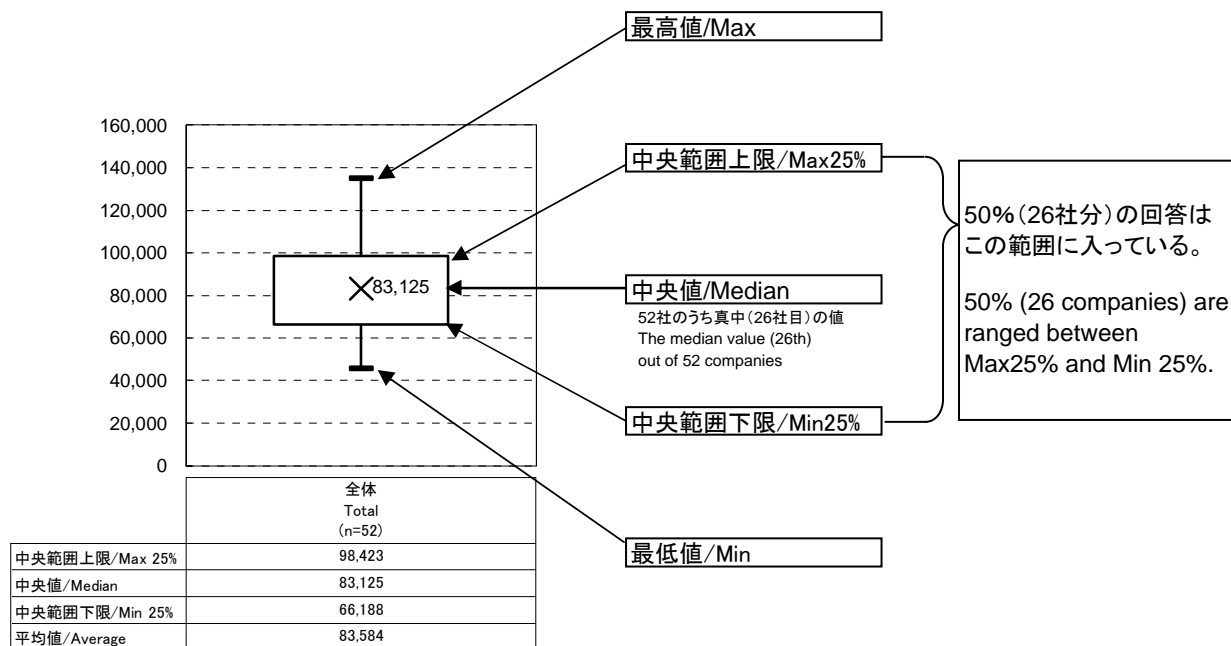 最高値/Max
160,000
140,000
120,000
100,000
80,000
60,000
40,000
20,000
0
83,125
中央範囲上限/Max25%
中央値/Median
52社のうち真中(26社目)の値
The median value (26th)
out of 52 companies
中央範囲下限/Min25%
最低値/Min
50%(26社分)の回答は
この範囲に入っている。
50% (26 companies) are
ranged between
Max25% and Min 25%.
全体
Total
(n=52)
中央範囲上限/Max 25% 98,423
中央値/Median 83,125
中央範囲下限/Min 25% 66,188
平均値/Average 83,584